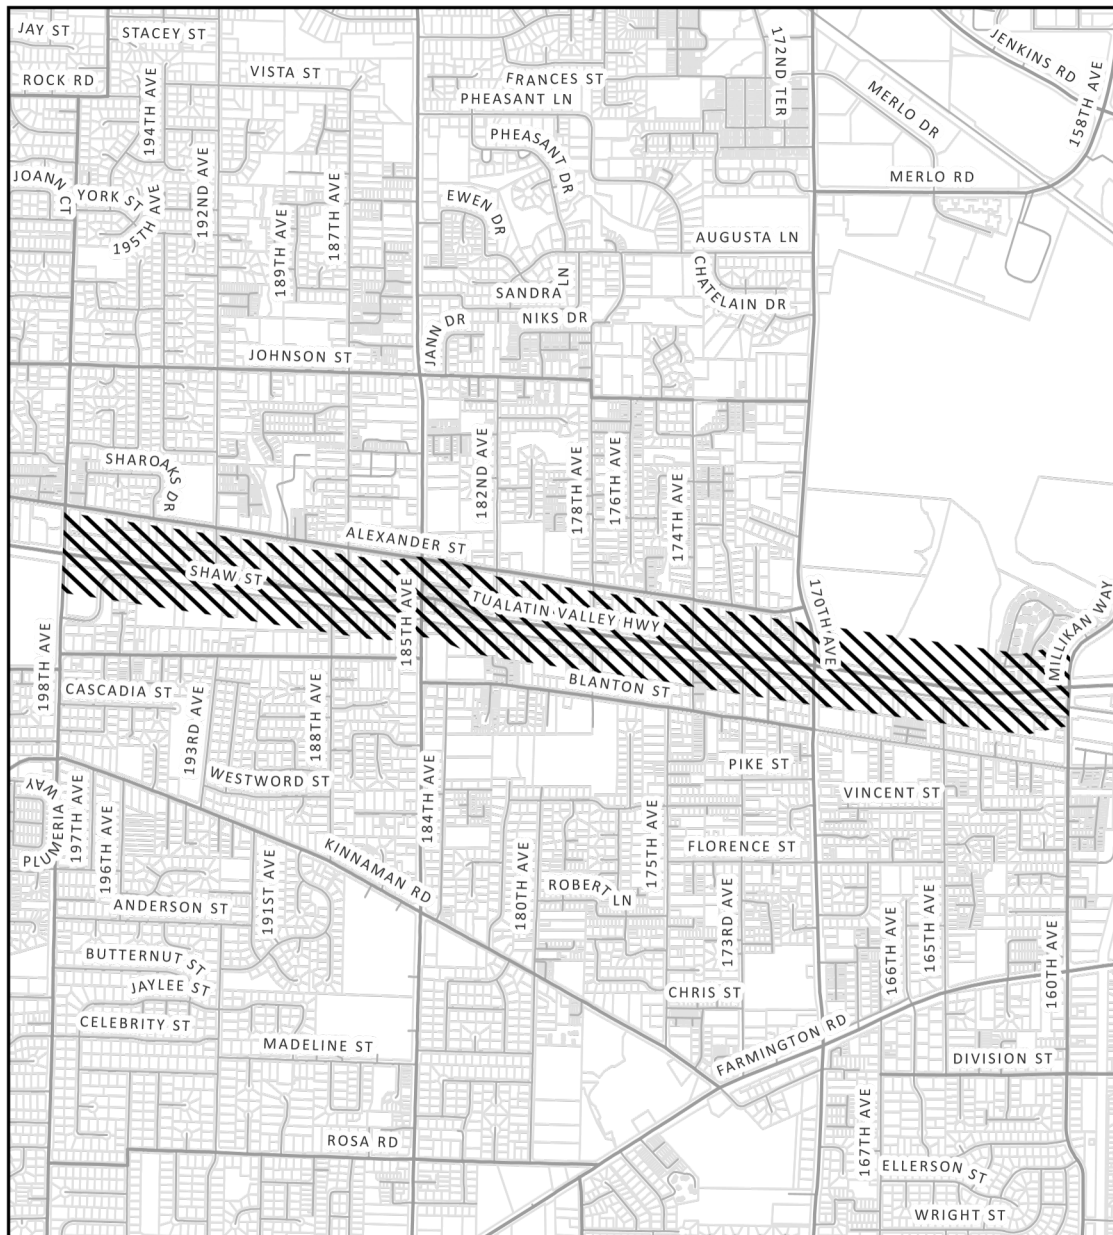 JAY ST
STACEY ST
172ND TER
JENKINS RD
ROCK RD
VISTA ST
FRANCES ST
158TH AVE
PHEASANT LN
194TH AVE
MERLO DR
PHEASANT DR
192ND AVE
MERLO RD
JOANN CT
YORK ST
187TH AVE
EWEN DR
195TH AVE
189TH AVE
AUGUSTA LN
SANDRA LN
CHATELAIN DR
NIKS DR
JANN DR
JOHNSON ST
SHAROAKS DR
182ND AVE
178TH AVE
176TH AVE
174TH AVE
ALEXANDER ST
SHAW ST
185TH AVE
TUALATIN VALLEY HWY
170TH AVE
MILLIKAN WAY
198TH AVE
BLANTON ST
CASCADIA ST
193RD AVE
188TH AVE
WESTWORD ST
184TH AVE
PIKE ST
VINCENT ST
PLUMERIA WAY
197TH AVE
196TH AVE
175TH AVE
KINNAMAN RD
FLORENCE ST
191ST AVE
180TH AVE
ROBERT LN
ANDERSON ST
173RD AVE
166TH AVE
165TH AVE
160TH AVE
BUTTERNUT ST
JAYLEE ST
CHRIS ST
CELEBRITY ST
MADELINE ST
FARMINGTON RD
DIVISION ST
167TH AVE
ROSA RD
ELLERSON ST
WRIGHT ST